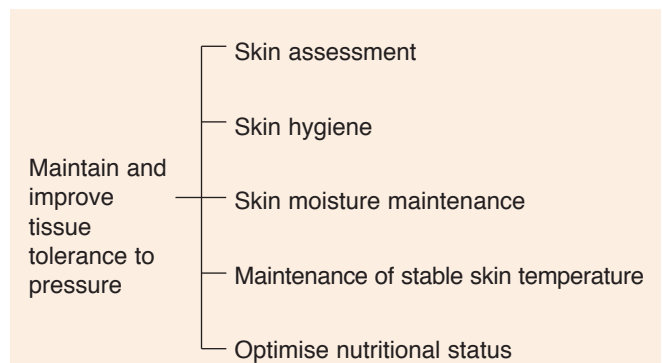 Maintain and
improve
tissue
tolerance to
pressure
Skin assessment
Skin hygiene
Skin moisture maintenance
Maintenance of stable skin temperature
Optimise nutritional status